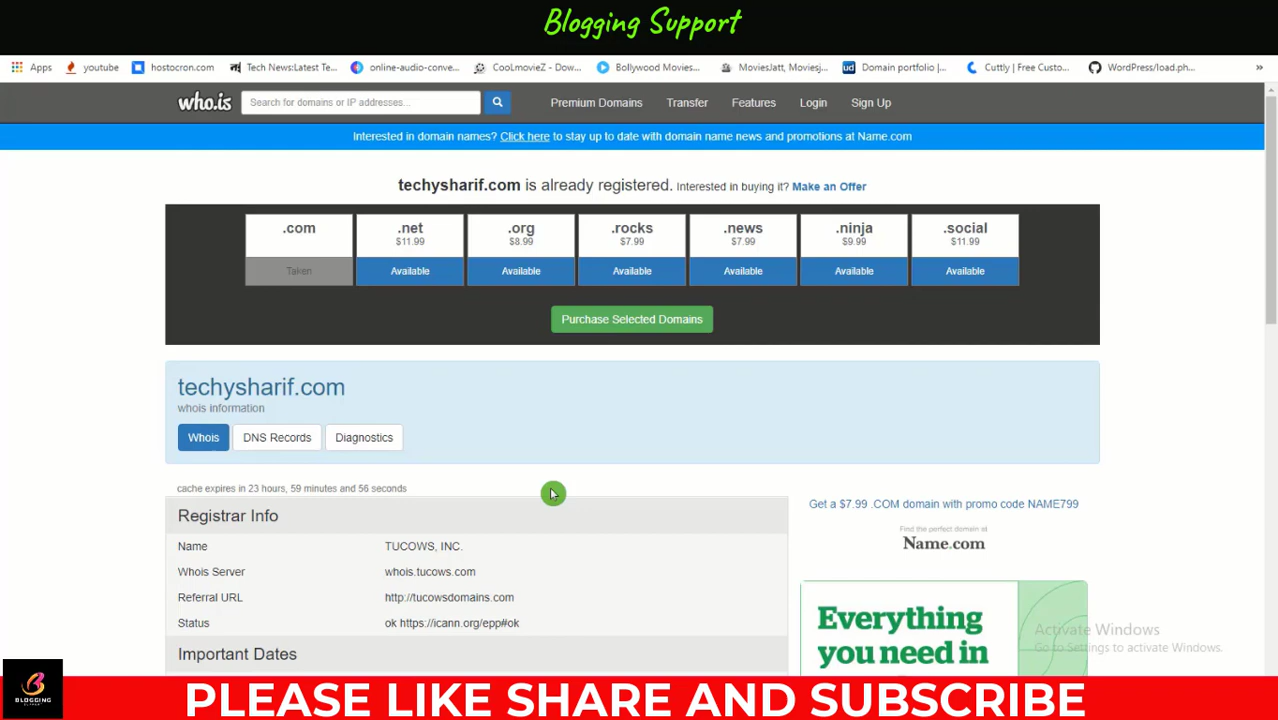 Blogging Support
Apps youtube hostocron.com Tech News:Latest Te... online-audio-conve... CooLmovieZ - Dow... Bollywood Movies... MoviesJatt, Moviesj... Domain portfolio |... Cuttly | Free Custo... WordPress/load.ph... »
who.is Search for domains or IP addresses... Premium Domains Transfer Features Login Sign Up
Interested in domain names? Click here to stay up to date with domain name news and promotions at Name.com
techysharif.com is already registered. Interested in buying it? Make an Offer
.com .net .org .rocks .news .ninja .social
$11.99 $8.99 $7.99 $7.99 $9.99 $11.99
Taken Available Available Available Available Available Available
Purchase Selected Domains
techysharif.com
whois information
Whois DNS Records Diagnostics
cache expires in 23 hours, 59 minutes and 56 seconds
Registrar Info
Name TUCOWS, INC.
Whois Server whois.tucows.com
Referral URL http://tucowsdomains.com
Status ok https://icann.org/epp#ok
Important Dates
Get a $7.99 .COM domain with promo code NAME799
Find the perfect domain at
Name.com
Everything
you need in
Activate Windows
Go to Settings to activate Windows.
BLOGGING
PLEASE LIKE SHARE AND SUBSCRIBE